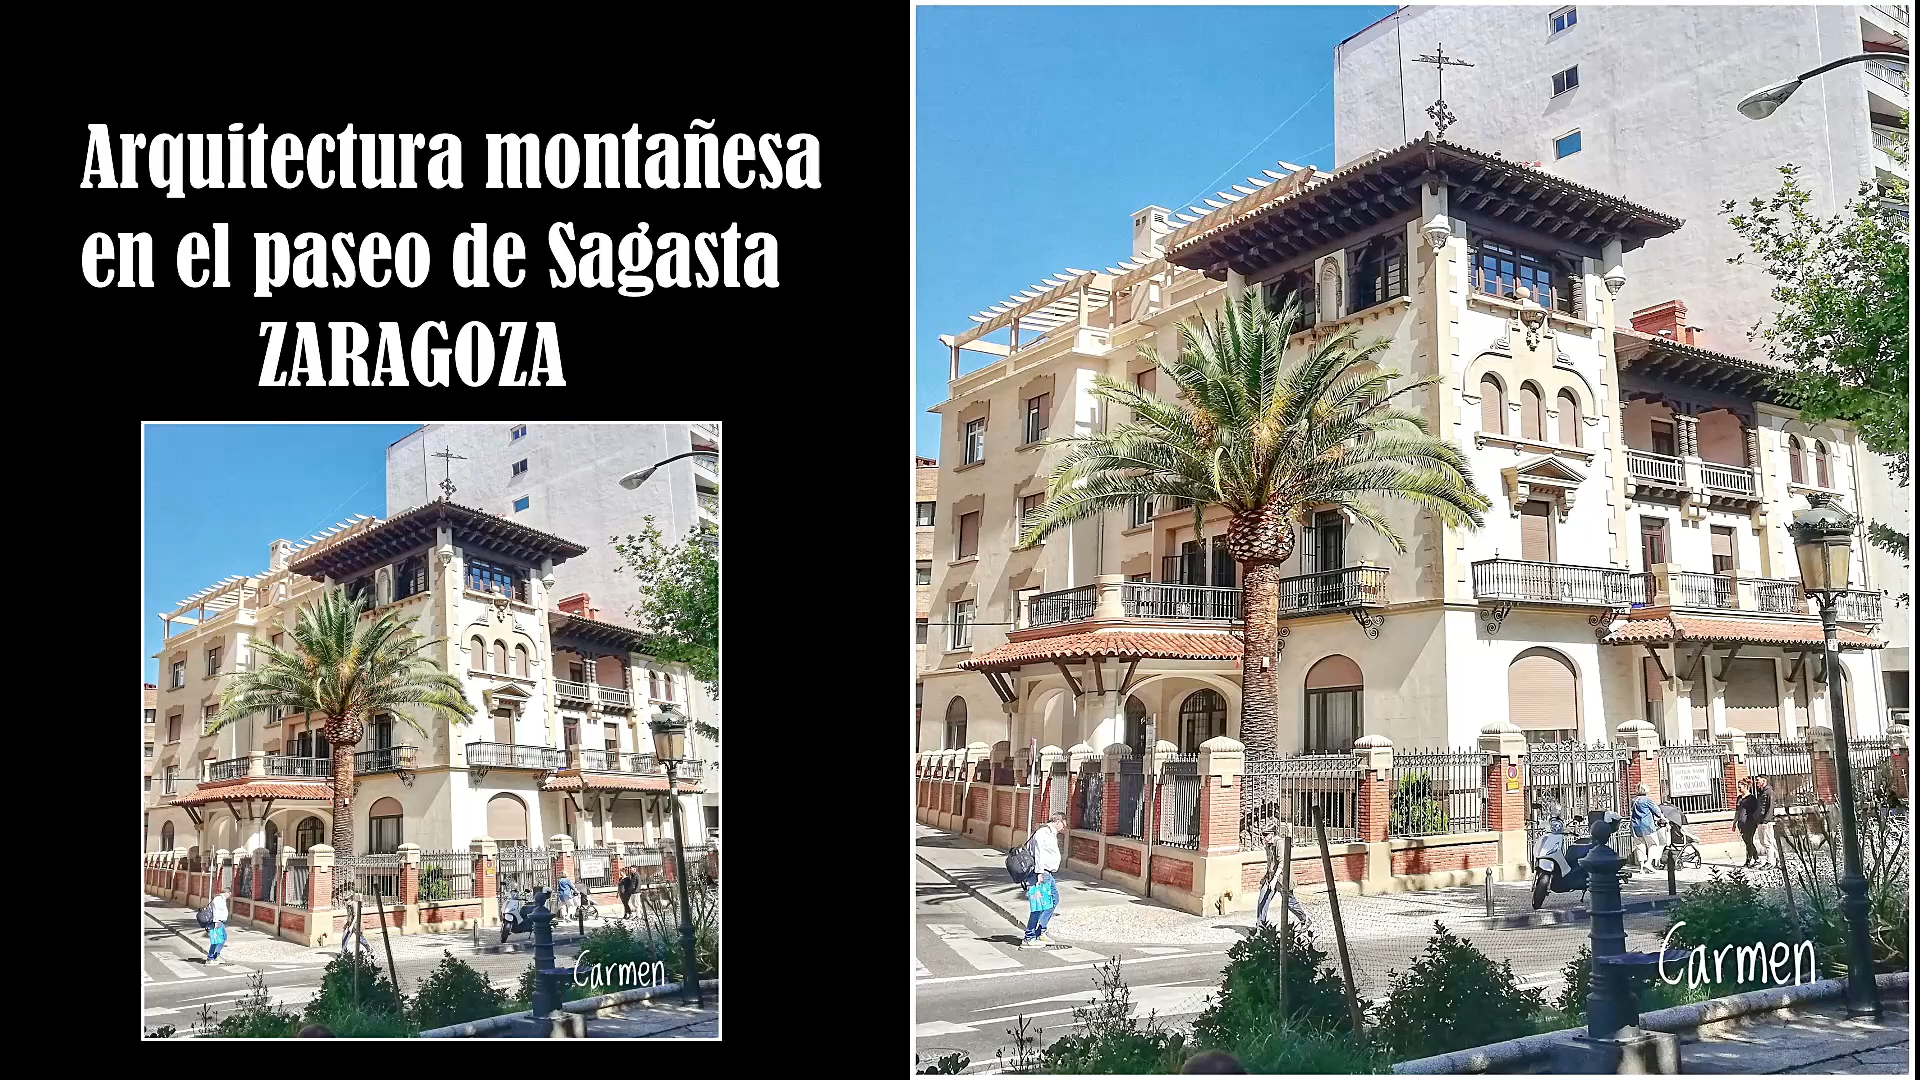 Arquitectura montañesa
en el paseo de Sagasta
ZARAGOZA
Carmen
Carmen